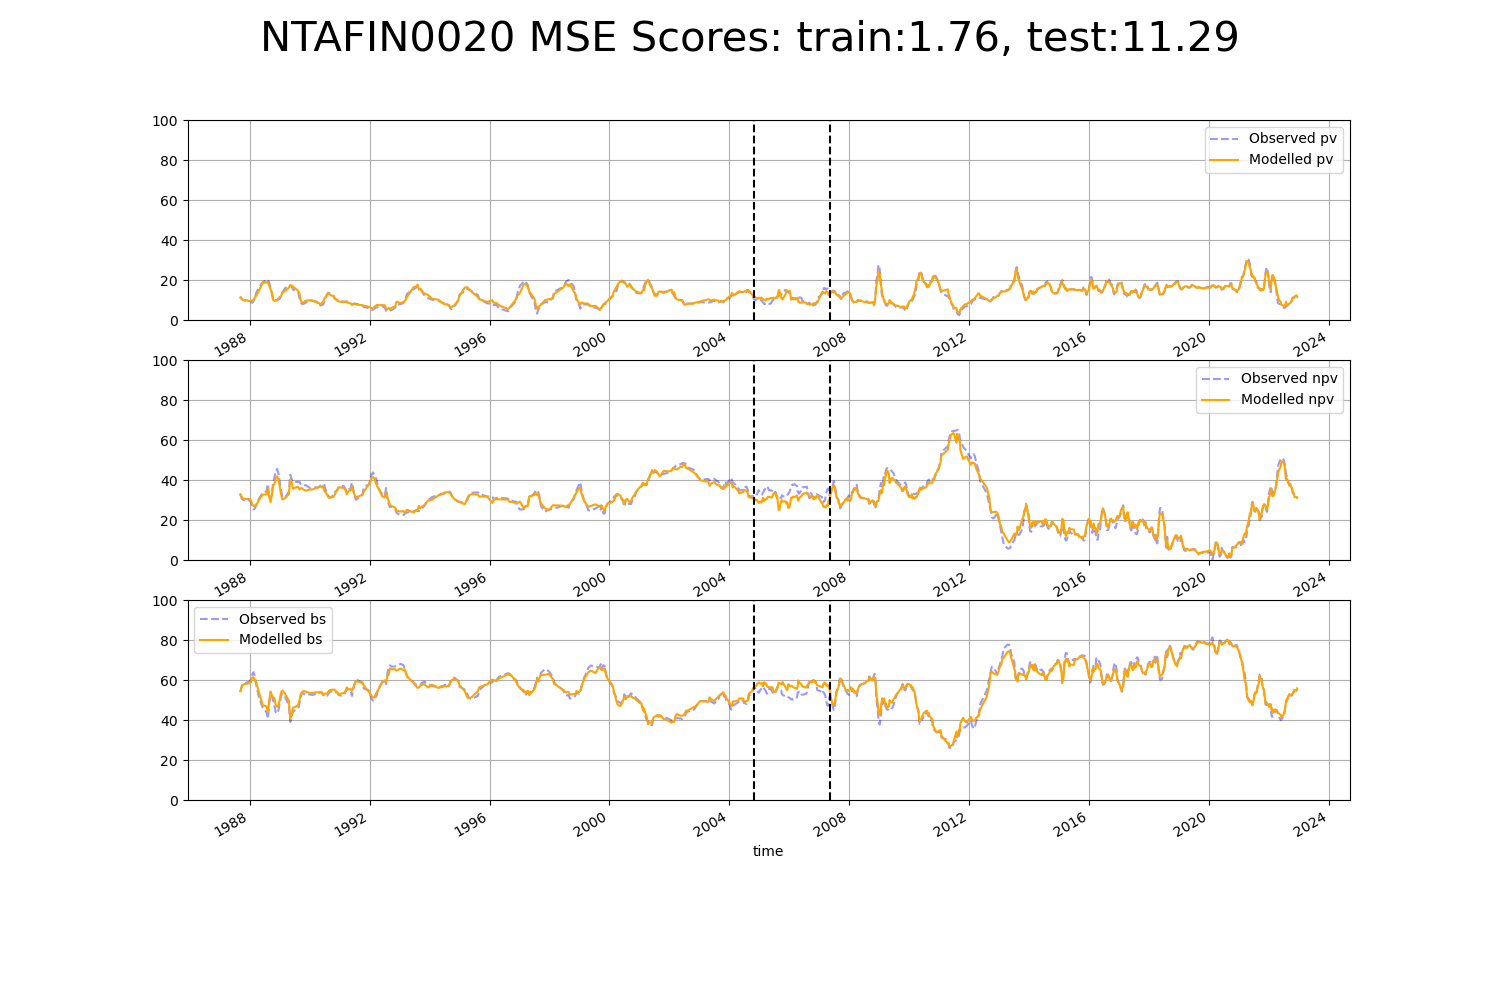 NTAFIN0020 MSE Scores: train:1.76, test:11.29
100
80
60
40
20
0
Observed pv
Modelled pv
1988 1992 1996 2000 2004 2008 2012 2016 2020 2024
100
80
60
40
20
0
Observed npv
Modelled npv
1988 1992 1996 2000 2004 2008 2012 2016 2020 2024
100
80
60
40
20
0
Observed bs
Modelled bs
1988 1992 1996 2000 2004 2008 2012 2016 2020 2024
time